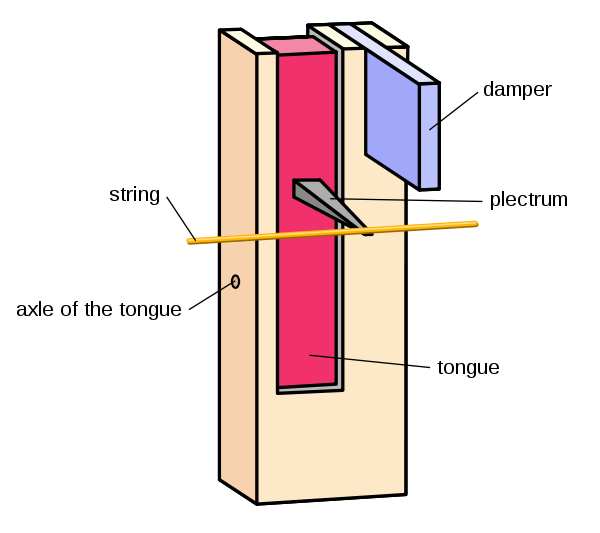 damper
string
plectrum
axle of the tongue
tongue